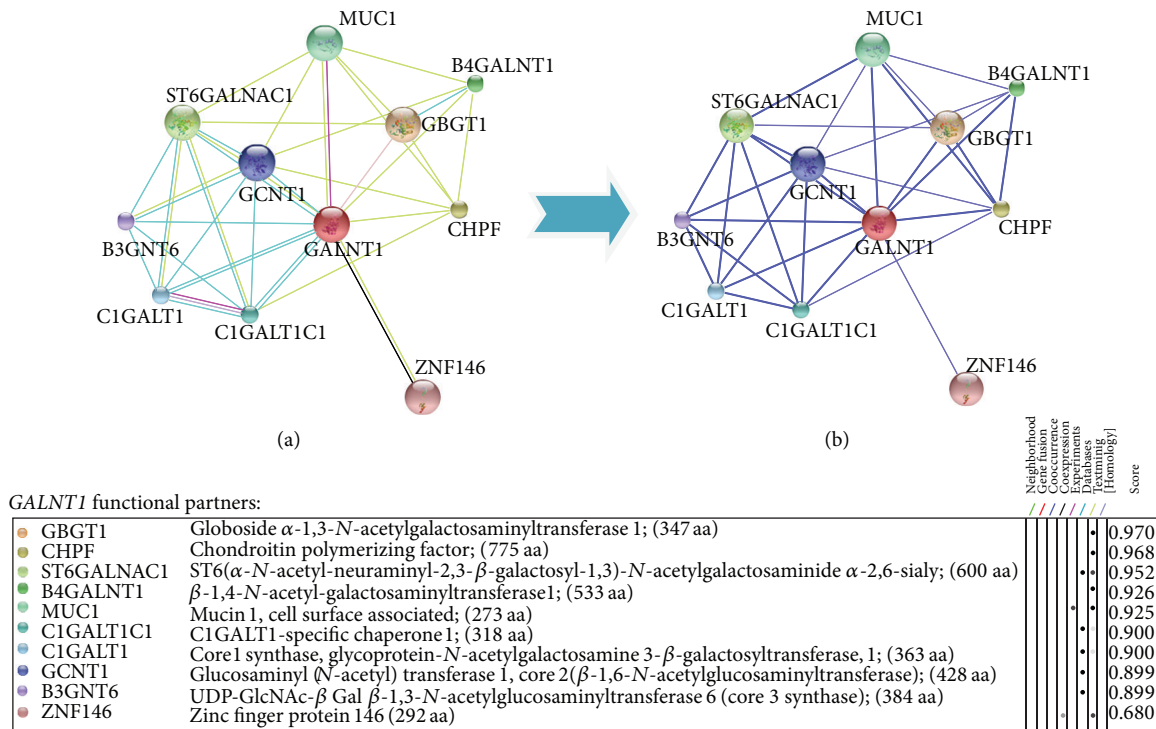 MUC1
B4GALNT1
ST6GALNAC1
GBGT1
GCNT1
B3GNT6
GALNT1
CHPF
C1GALT1
C1GALT1C1
ZNF146
(a)
MUC1
B4GALNT1
ST6GALNAC1
GBGT1
GCNT1
B3GNT6
GALNT1
CHPF
C1GALT1
C1GALT1C1
ZNF146
(b)
Neighborhood
Gene fusion
Cooccurrence
Coexpression
Experiments
Databases
Textminig
[Homology]
Score
GALNT1 functional partners:
GBGT1 Globoside α-1,3-N-acetylgalactosaminyltransferase 1; (347 aa) 0.970
CHPF Chondroitin polymerizing factor; (775 aa) 0.968
ST6GALNAC1 ST6(α-N-acetyl-neuraminyl-2,3-β-galactosyl-1,3)-N-acetylgalactosaminide α-2,6-sialy; (600 aa) 0.952
B4GALNT1 β-1,4-N-acetyl-galactosaminyltransferase1; (533 aa) 0.926
MUC1 Mucin 1, cell surface associated; (273 aa) 0.925
C1GALT1C1 C1GALT1-specific chaperone 1; (318 aa) 0.900
C1GALT1 Core1 synthase, glycoprotein-N-acetylgalactosamine 3-β-galactosyltransferase, 1; (363 aa) 0.900
GCNT1 Glucosaminyl (N-acetyl) transferase 1, core 2(β-1,6-N-acetylglucosaminyltransferase); (428 aa) 0.899
B3GNT6 UDP-GlcNAc-β Gal β-1,3-N-acetylglucosaminyltransferase 6 (core 3 synthase); (384 aa) 0.899
ZNF146 Zinc finger protein 146 (292 aa) 0.680